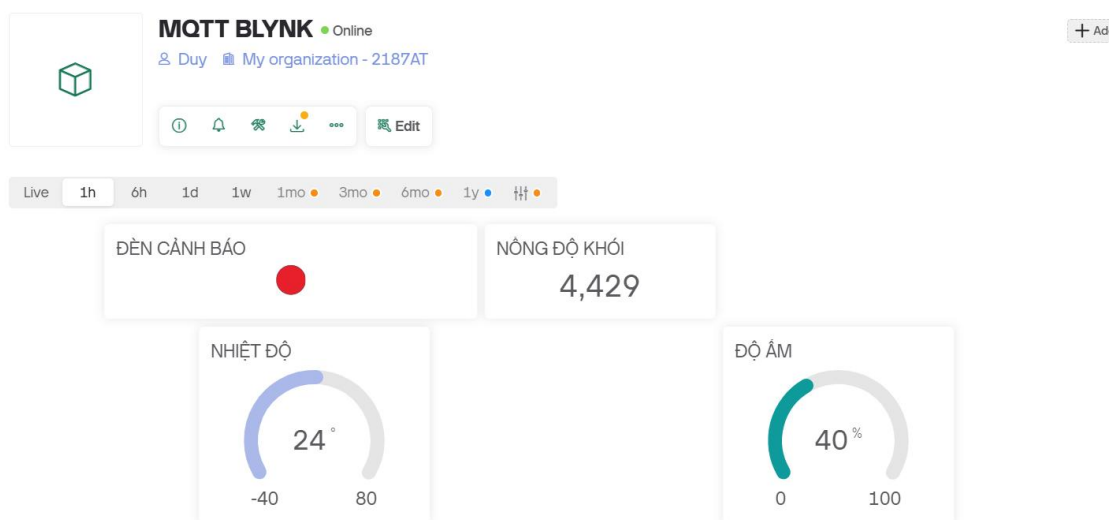 MQTT BLYNK Online
Duy My organization - 2187AT
Edit
Live 1h 6h 1d 1w 1mo 3mo 6mo 1y
ĐÈN CẢNH BÁO
NỒNG ĐỘ KHÓI
4,429
NHIỆT ĐỘ
24 °
-40 80
ĐỘ ẨM
40 %
0 100